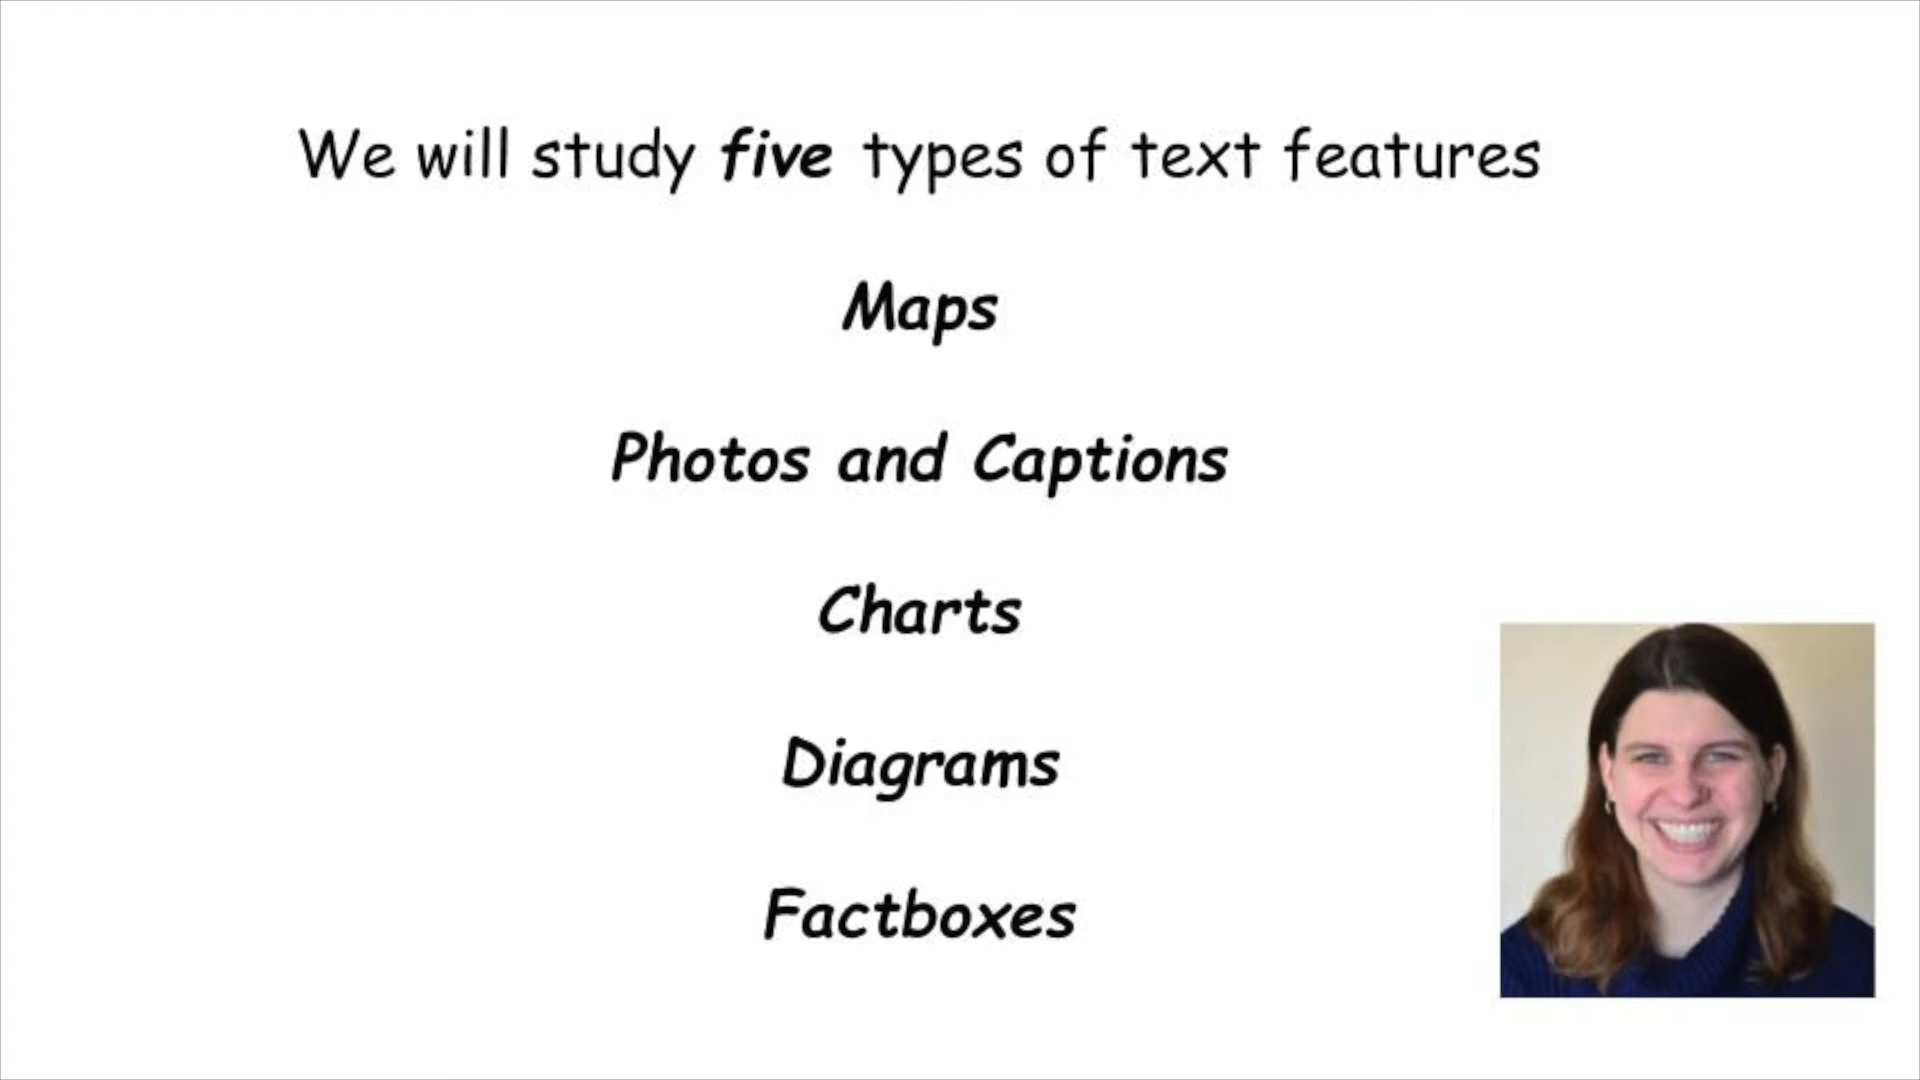 We will study five types of text features
Maps
Photos and Captions
Charts
Diagrams
Factboxes